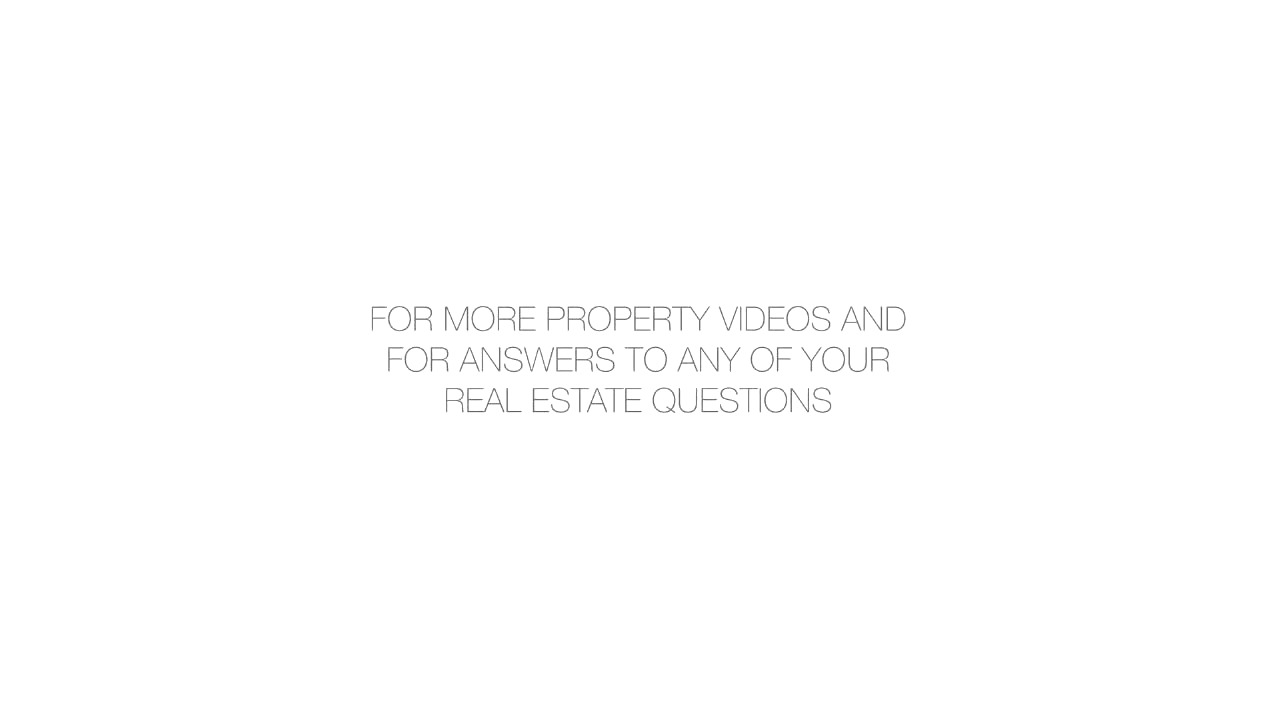 FOR MORE PROPERTY VIDEOS AND
FOR ANSWERS TO ANY OF YOUR
REAL ESTATE QUESTIONS